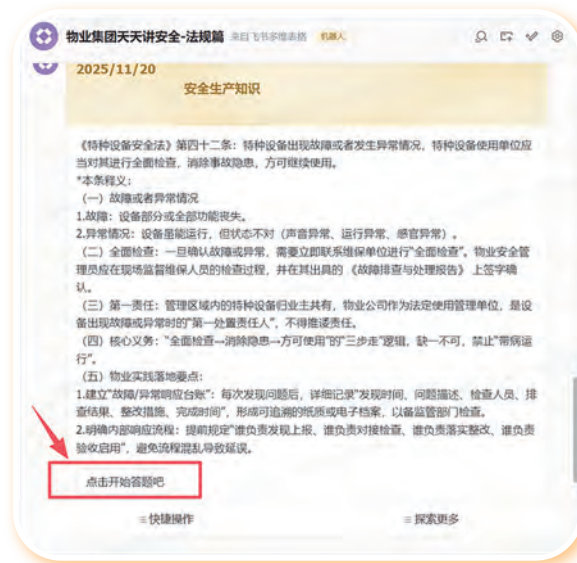 物业集团天天讲安全-法规篇 来自飞书多维表格 机器人
2025/11/20
安全生产知识
《特种设备安全法》第四十二条：特种设备出现故障或者发生异常情况，特种设备使用单位应
当对其进行全面检查，消除事故隐患，方可继续使用。
*本条释义：
（一）故障或者异常情况
1.故障：设备部分或全部功能丧失。
2.异常情况：设备虽能运行，但状态不对（声音异常、运行异常、感官异常）。
（二）全面检查：一旦确认故障或异常，需要立即联系维保单位进行“全面检查”。物业安全管
理员应在现场监督维保人员的检查过程，并在其出具的 《故障排查与处理报告》 上签字确
认。
（三）第一责任：管理区域内的特种设备归业主共有，物业公司作为法定使用管理单位，是设
备出现故障或异常时的“第一处置责任人”，不得推诿责任。
（四）核心义务：“全面检查→消除隐患→方可使用”的“三步走”逻辑，缺一不可，禁止“带病运
行”。
（五）物业实践落地要点：
1.建立“故障/异常响应台账”：每次发现问题后，详细记录“发现时间、问题描述、检查人员、排
查结果、整改措施、完成时间”，形成可追溯的纸质或电子档案，以备监管部门检查。
2.明确内部响应流程：提前规定“谁负责发现上报、谁负责对接检查、谁负责落实整改、谁负责
验收启用”，避免流程混乱导致延误。
点击开始答题吧
快捷操作 探索更多